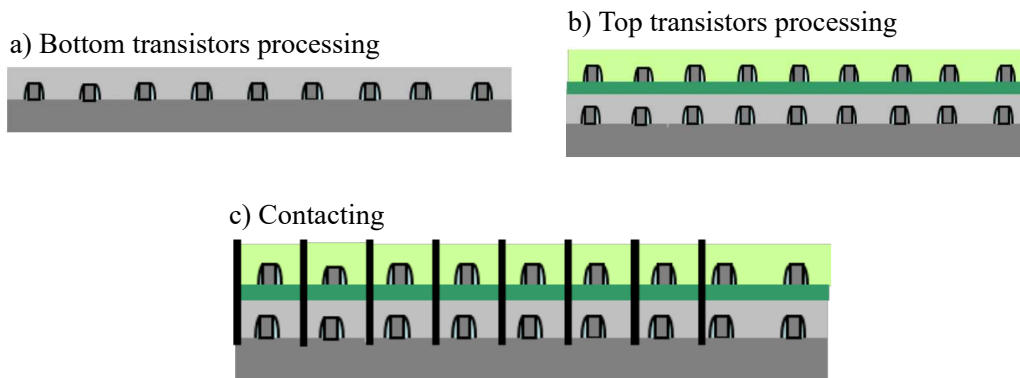 a) Bottom transistors processing
b) Top transistors processing
c) Contacting